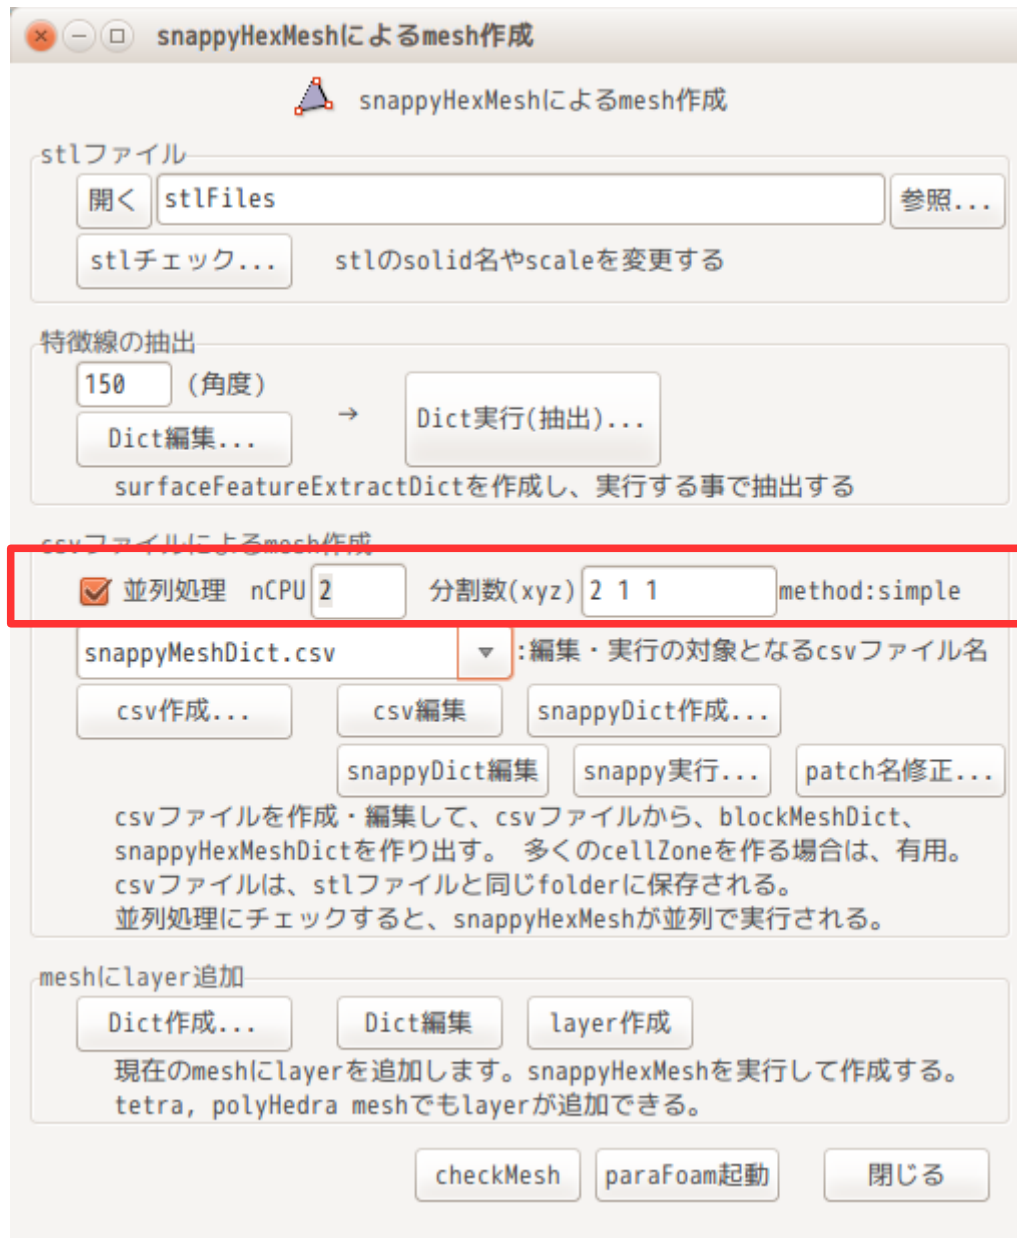 snappyHexMeshによるmesh作成
snappyHexMeshによるmesh作成
stlファイル
開く stlFiles 参照...
stlチェック... stlのsolid名やscaleを変更する
特徴線の抽出
150 (角度)
→ Dict実行(抽出)...
Dict編集...
surfaceFeatureExtractDictを作成し、実行する事で抽出する
csvファイルによるmesh作成
並列処理 nCPU 2 分割数(xyz) 2 1 1 method:simple
snappyMeshDict.csv :編集・実行の対象となるcsvファイル名
csv作成... csv編集 snappyDict作成...
snappyDict編集 snappy実行... patch名修正...
csvファイルを作成・編集して、csvファイルから、blockMeshDict、
snappyHexMeshDictを作り出す。 多くのcellZoneを作る場合は、有用。
csvファイルは、stlファイルと同じfolderに保存される。
並列処理にチェックすると、snappyHexMeshが並列で実行される。
meshにlayer追加
Dict作成... Dict編集 layer作成
現在のmeshにlayerを追加します。snappyHexMeshを実行して作成する。
tetra, polyHedra meshでもlayerが追加できる。
checkMesh paraFoam起動 閉じる